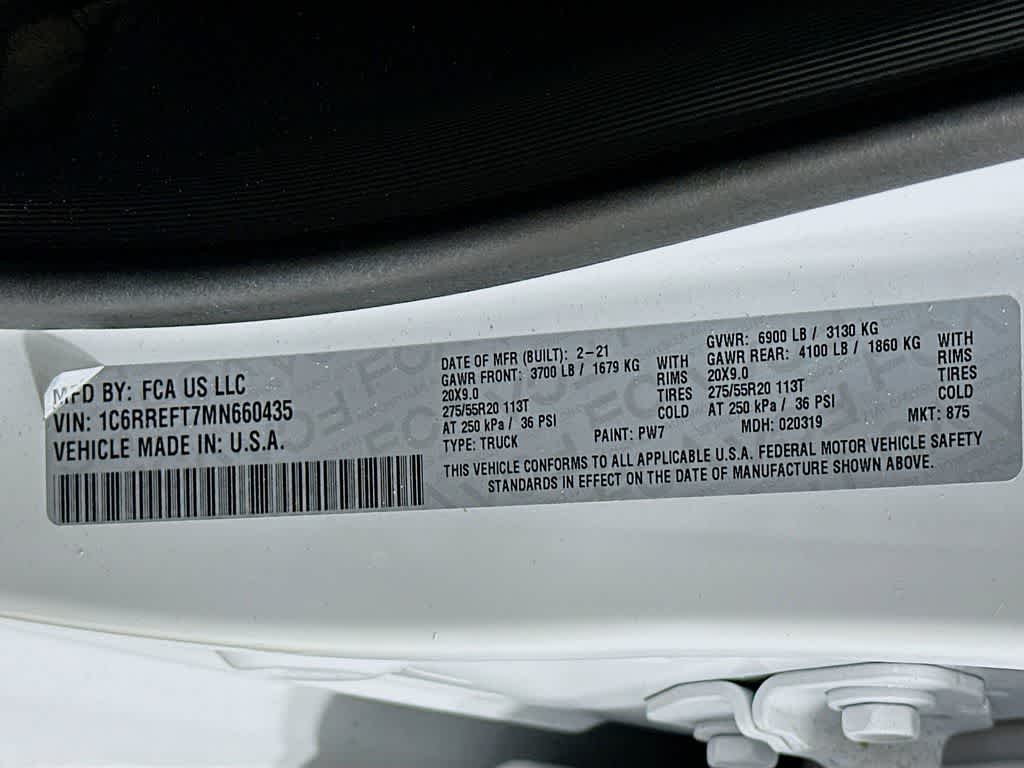 MFD BY: FCA US LLC
VIN: 1C6RREFT7MN660435
VEHICLE MADE IN: U.S.A.
DATE OF MFR (BUILT): 2-21
GAWR FRONT: 3700 LB / 1679 KG WITH
20X9.0 RIMS
275/55R20 113T TIRES
AT 250 kPa / 36 PSI COLD
TYPE: TRUCK PAINT: PW7
GVWR: 6900 LB / 3130 KG
GAWR REAR: 4100 LB / 1860 KG WITH
20X9.0 RIMS
275/55R20 113T TIRES
AT 250 kPa / 36 PSI COLD
MDH: 020319 MKT: 875
THIS VEHICLE CONFORMS TO ALL APPLICABLE U.S.A. FEDERAL MOTOR VEHICLE SAFETY
STANDARDS IN EFFECT ON THE DATE OF MANUFACTURE SHOWN ABOVE.